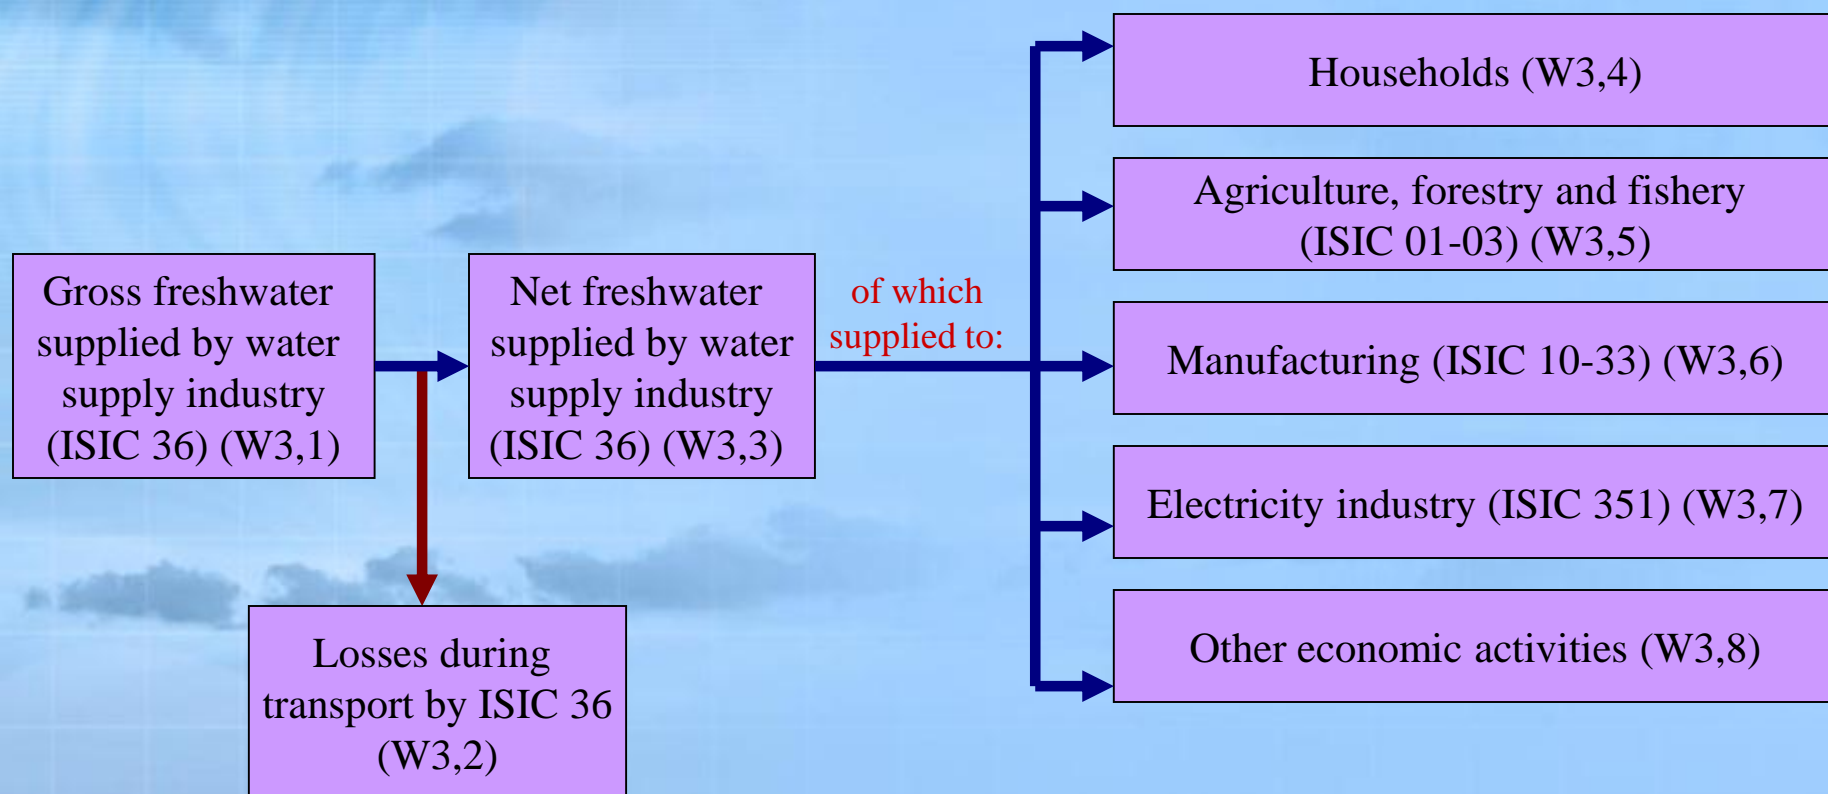 Gross freshwater
supplied by water
supply industry
(ISIC 36) (W3,1)
Losses during
transport by ISIC 36
(W3,2)
Net freshwater
supplied by water
supply industry
(ISIC 36) (W3,3)
of which
supplied to:
Households (W3,4)
Agriculture, forestry and fishery
(ISIC 01-03) (W3,5)
Manufacturing (ISIC 10-33) (W3,6)
Electricity industry (ISIC 351) (W3,7)
Other economic activities (W3,8)